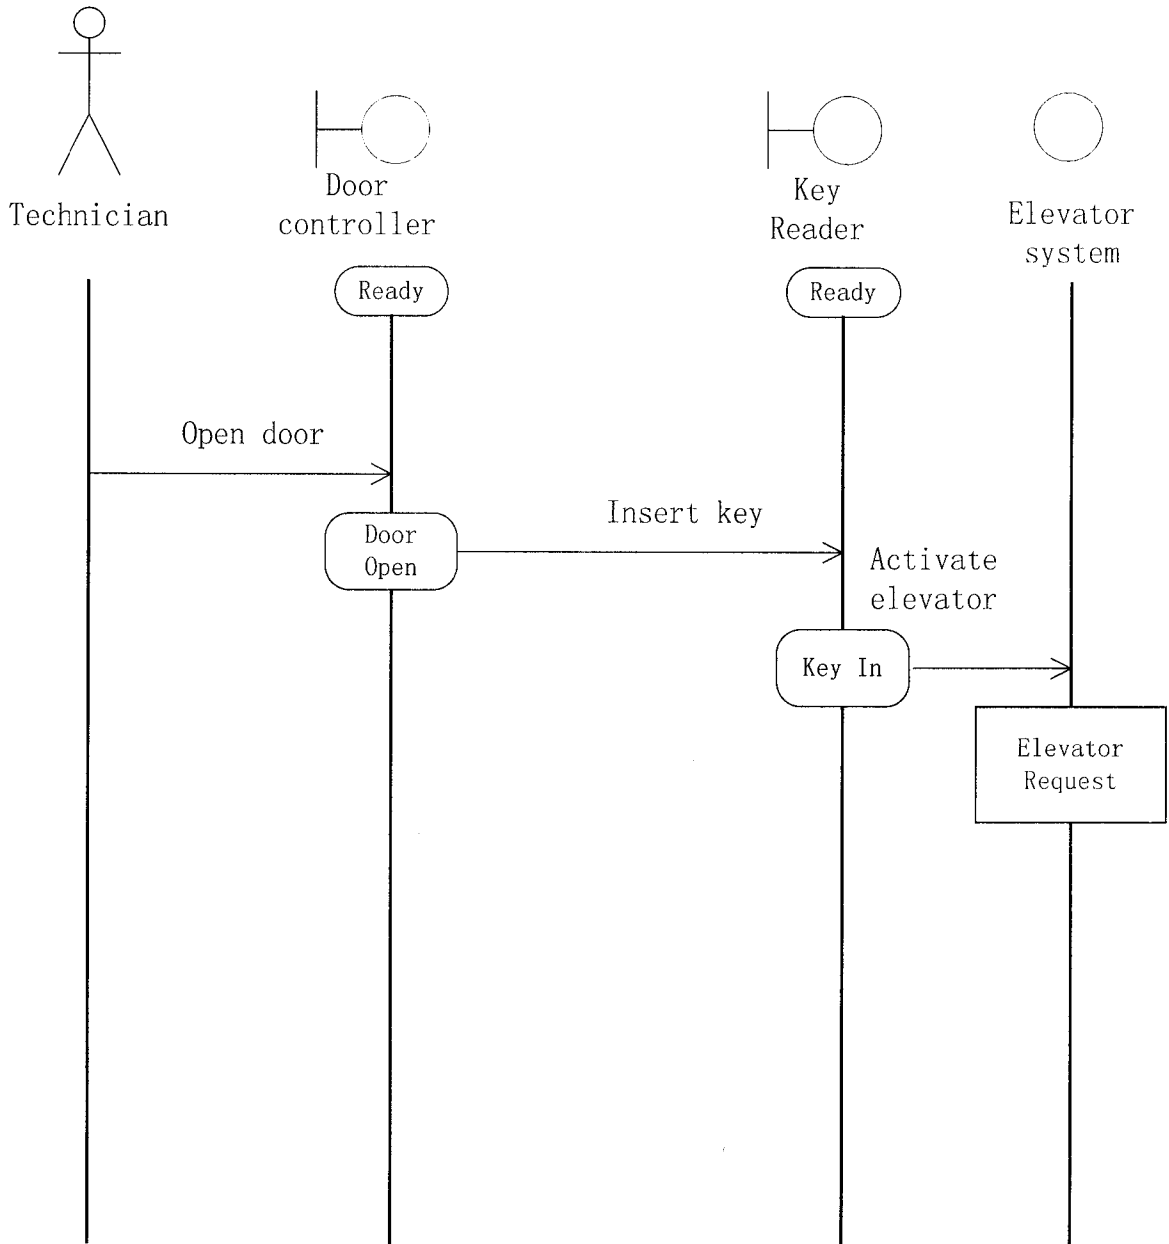 Technician
Door
controller
Key
Reader
Elevator
system
Ready
Ready
Open door
Door
Open
Insert key
Activate
elevator
Key In
Elevator
Request